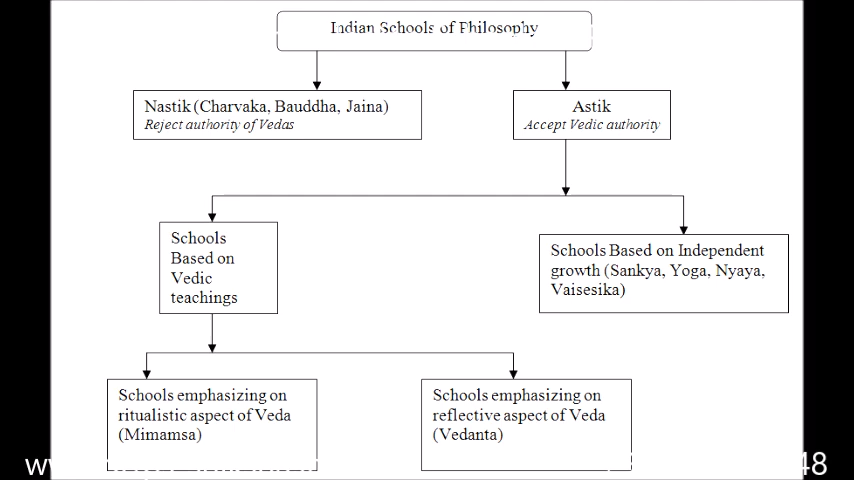 Indian Schools of Philosophy
Nastik (Charvaka, Bauddha, Jaina)
Reject authority of Vedas
Astik
Accept Vedic authority
Schools
Based on
Vedic
teachings
Schools Based on Independent
growth (Sankya, Yoga, Nyaya,
Vaisesika)
Schools emphasizing on
ritualistic aspect of Veda
(Mimamsa)
Schools emphasizing on
reflective aspect of Veda
(Vedanta)